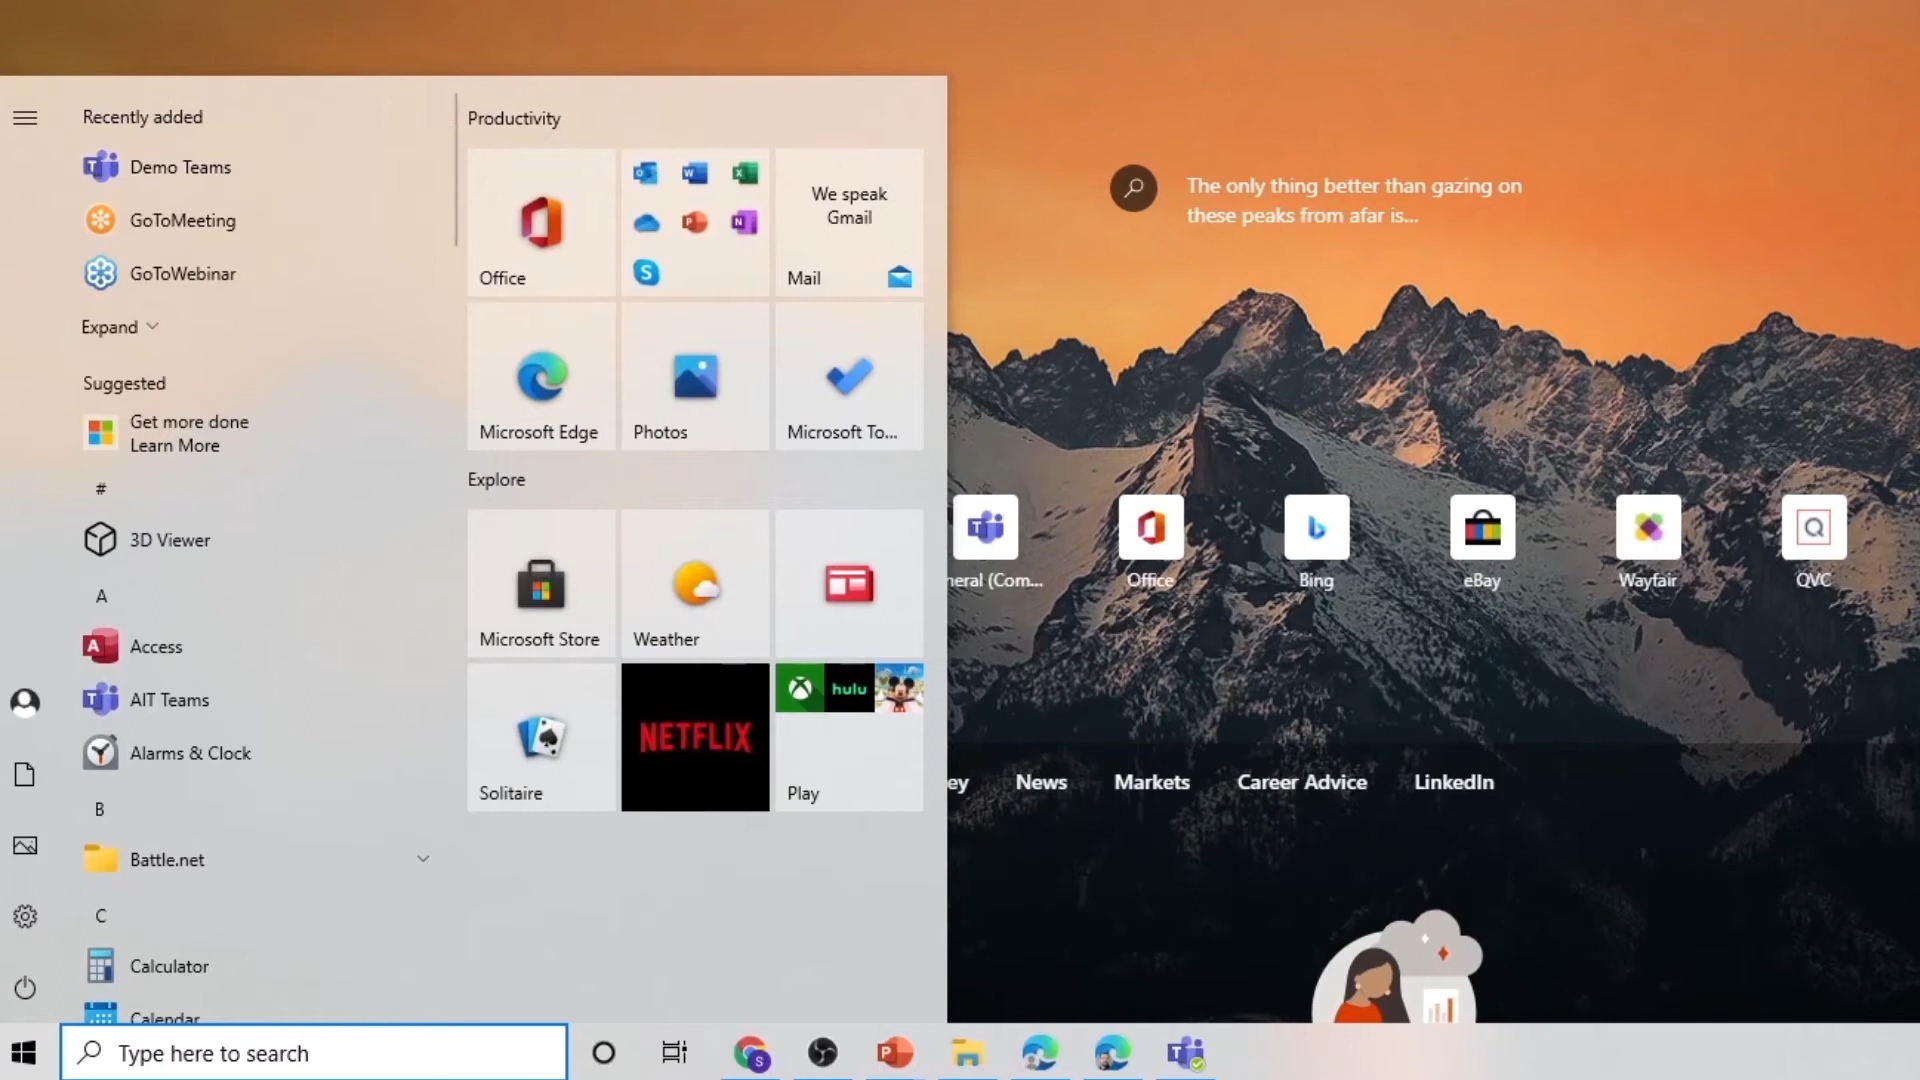 Recently added
Demo Teams
GoToMeeting
GoToWebinar
Expand
Suggested
Get more done
Learn More
#
3D Viewer
A
Access
AIT Teams
Alarms & Clock
B
Battle.net
C
Calculator
Calendar
Productivity
Office
We speak
Gmail
Mail
Microsoft Edge
Photos
Microsoft To...
Explore
Microsoft Store
Weather
Solitaire
NETFLIX
hulu
Play
The only thing better than gazing on
these peaks from afar is...
neral (Com...
Office
Bing
eBay
Wayfair
QVC
ey News Markets Career Advice LinkedIn
Type here to search